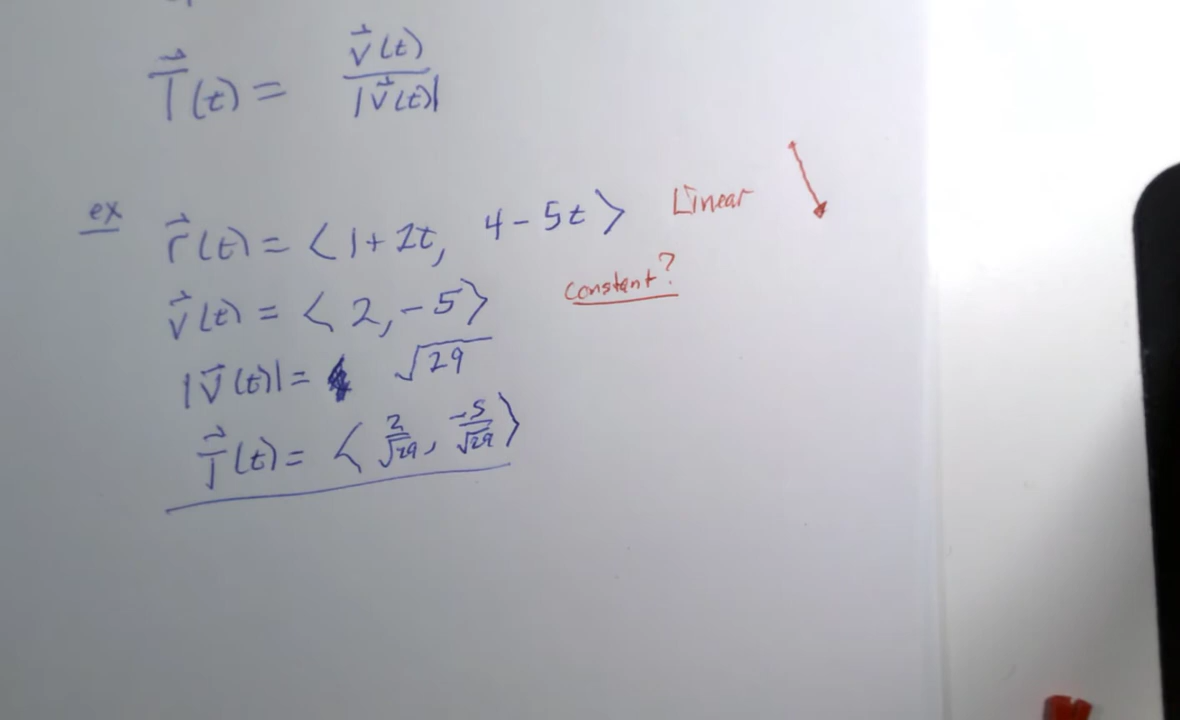 T⃗(t) = v⃗(t) / |v⃗(t)|
ex r⃗(t) = ⟨1+2t, 4-5t⟩ Linear
v⃗(t) = ⟨2, -5⟩ constant?
|v⃗(t)| = √29
T⃗(t) = ⟨2/√29, -5/√29⟩